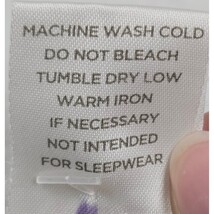 MACHINE WASH COLD
DO NOT BLEACH
TUMBLE DRY LOW
WARM IRON
IF NECESSARY
NOT INTENDED
FOR SLEEPWEAR